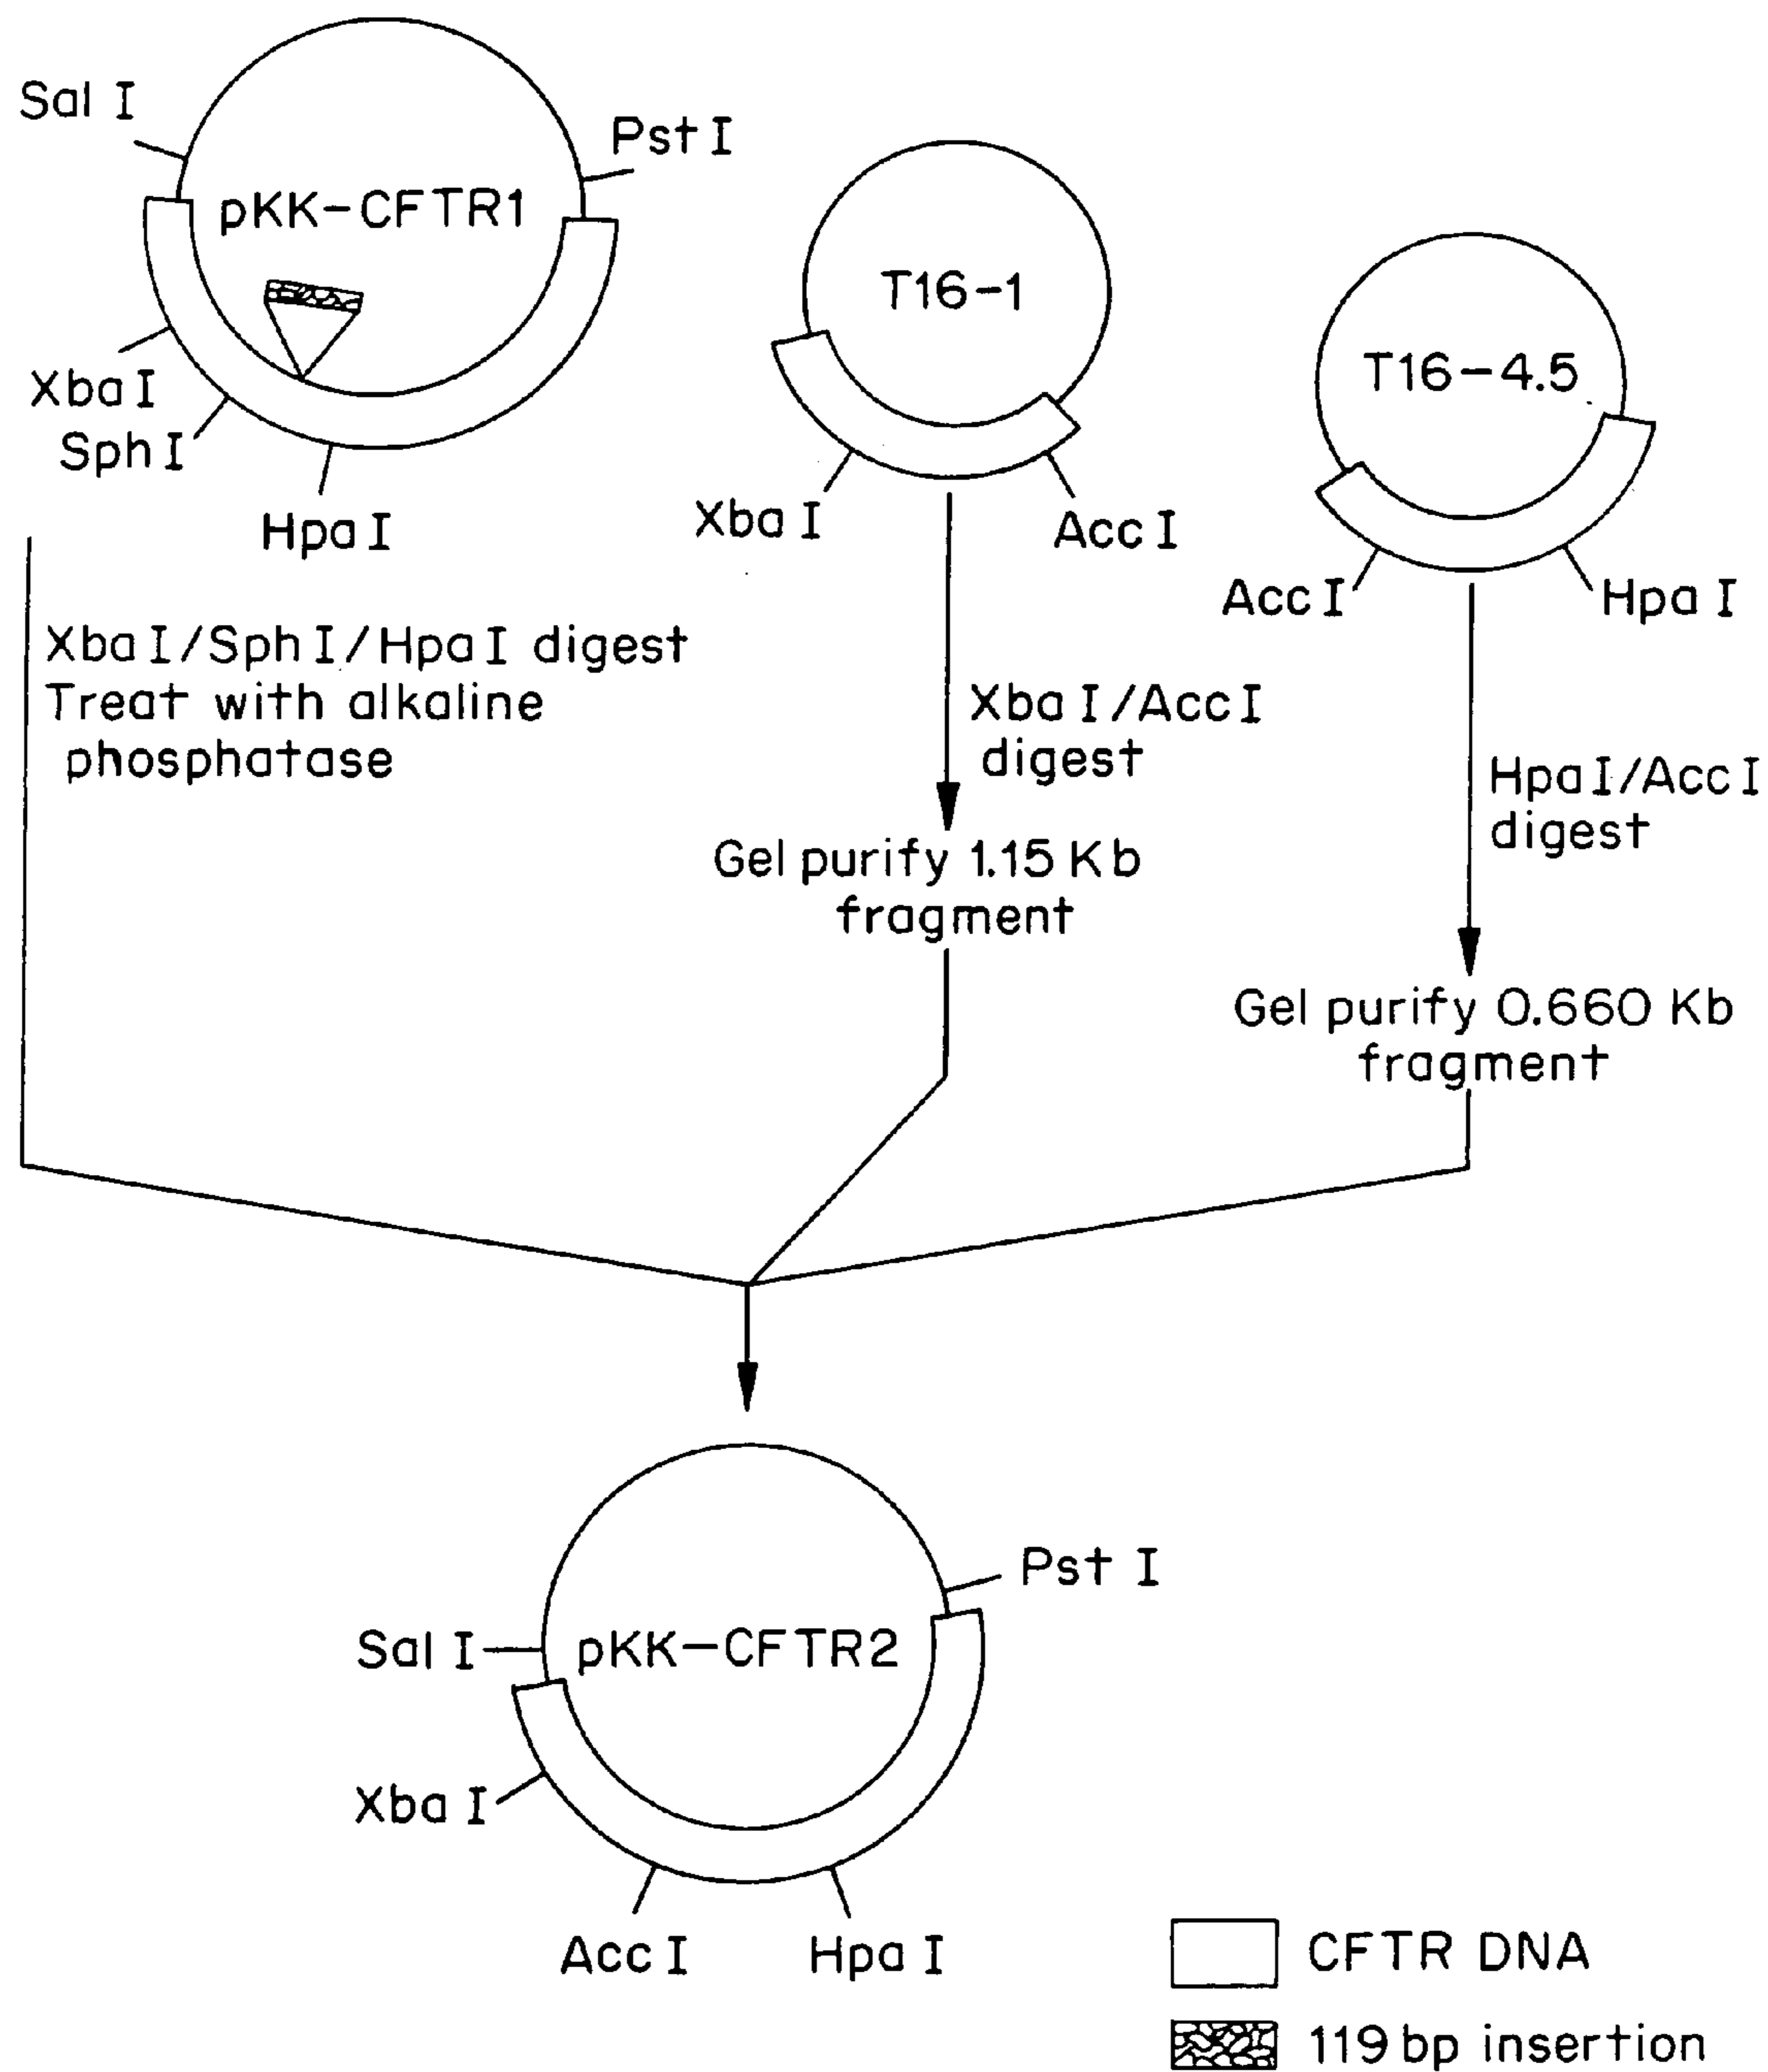 Sal I
Pst I
pKK-CFTR1
Xba I
Sph I
Hpa I
T16-1
Xba I
Acc I
T16-4.5
Acc I
Hpa I
Xba I/Sph I/Hpa I digest
Treat with alkaline
phosphatase
Xba I/Acc I
digest
Gel purify 1.15 Kb
fragment
Hpa I/Acc I
digest
Gel purify 0.660 Kb
fragment
Pst I
Sal I
pKK-CFTR2
Xba I
Acc I
Hpa I
CFTR DNA
119 bp insertion